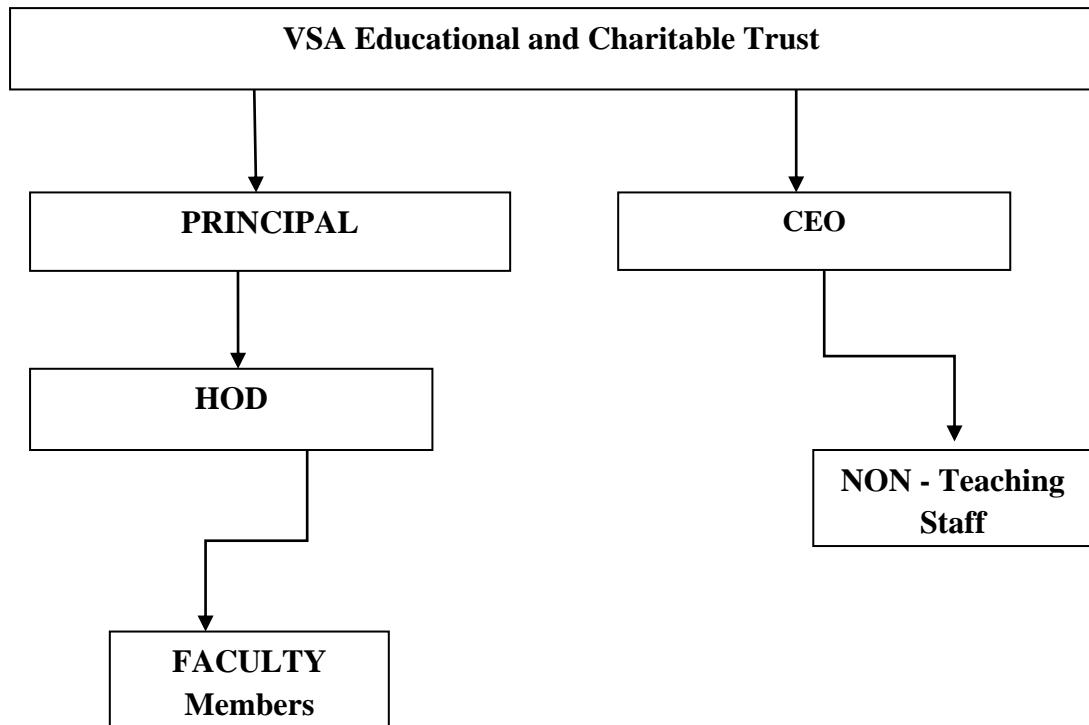 VSA Educational and Charitable Trust
PRINCIPAL
CEO
HOD
NON - Teaching
Staff
FACULTY
Members